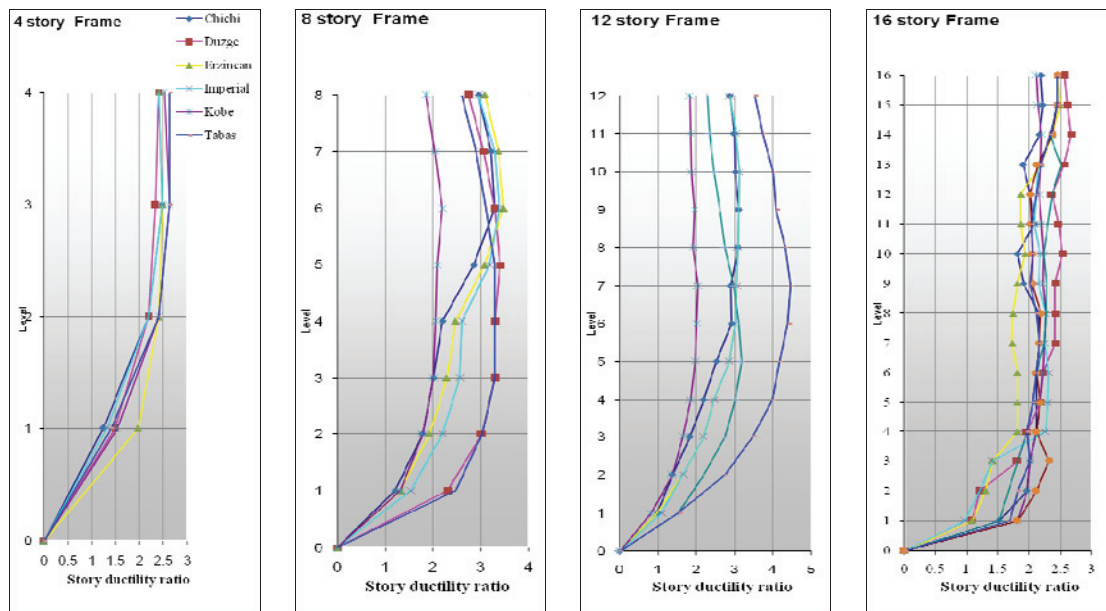 4 story Frame
Chichi
Duzge
Erzincan
Imperial
Kobe
Tabas
4
3
2
1
0
Level
0 0.5 1 1.5 2 2.5 3
Story ductility ratio
8 story Frame
8
7
6
5
4
3
2
1
0
Level
0 1 2 3 4
Story ductility ratio
12 story Frame
12
11
10
9
8
7
6
5
4
3
2
1
0
Level
0 1 2 3 4 5
Story ductility ratio
16 story Frame
16
15
14
13
12
11
10
9
8
7
6
5
4
3
2
1
0
Level
0 0.5 1 1.5 2 2.5 3
Story ductility ratio